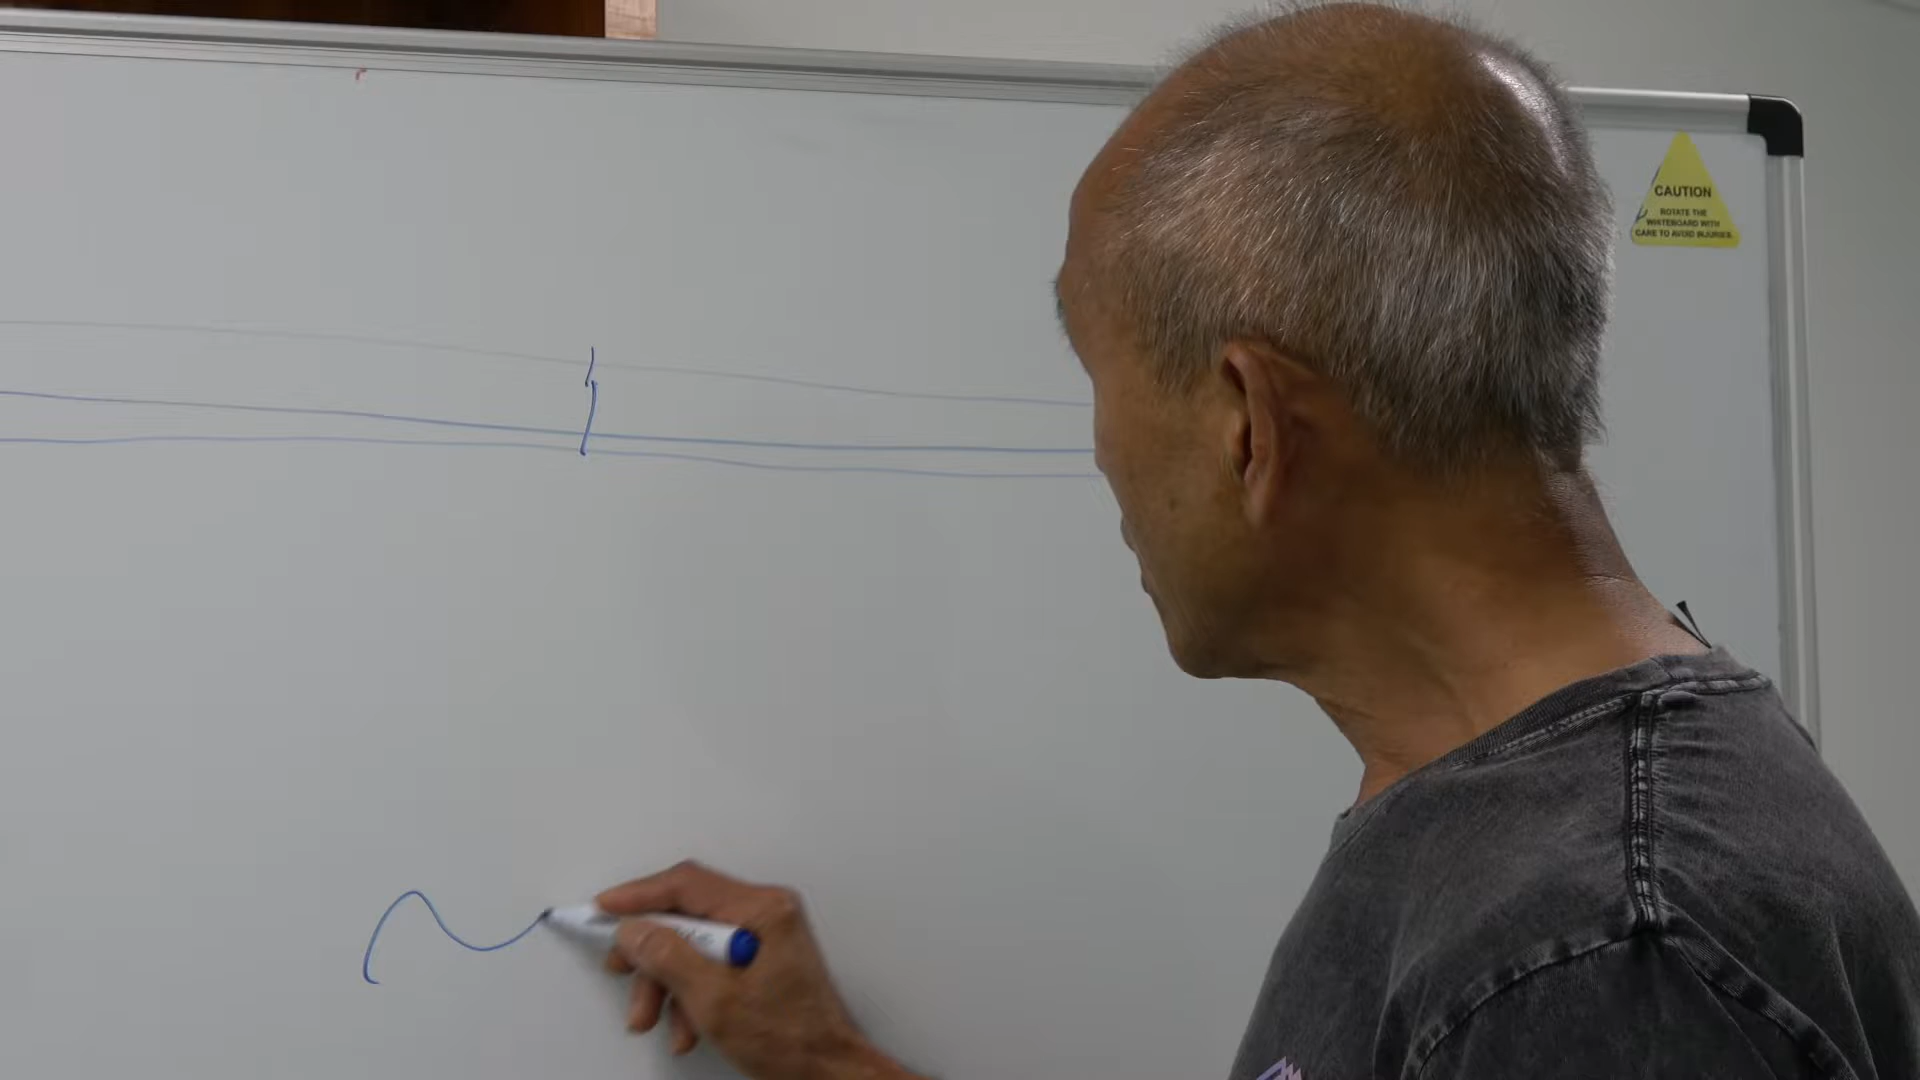 CAUTION
ROTATE THE
WHITEBOARD WITH
CARE TO AVOID INJURIES.